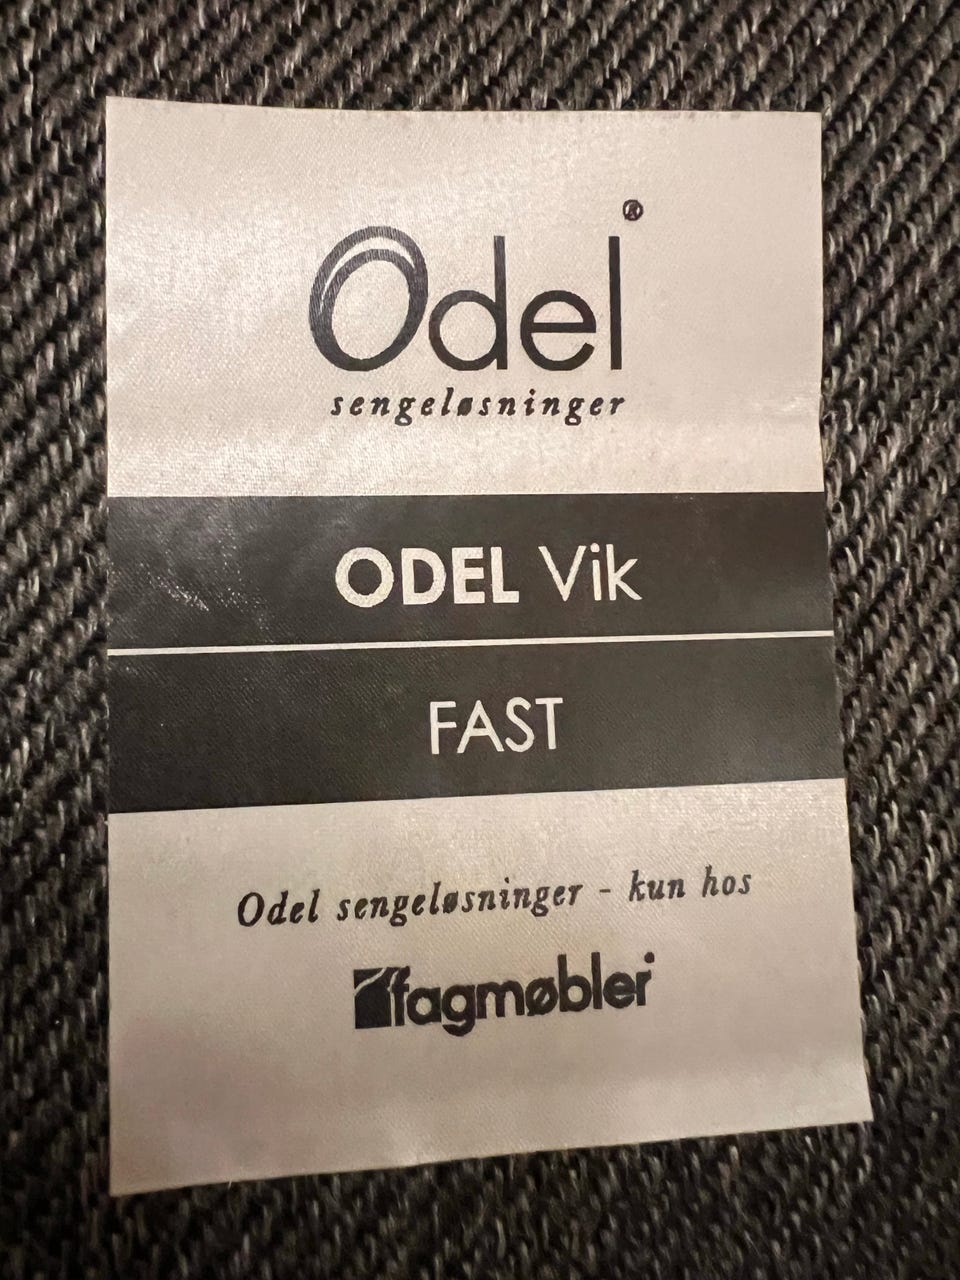 Odel®
sengeløsninger
ODEL Vik
FAST
Odel sengeløsninger - kun hos
fagmøbler